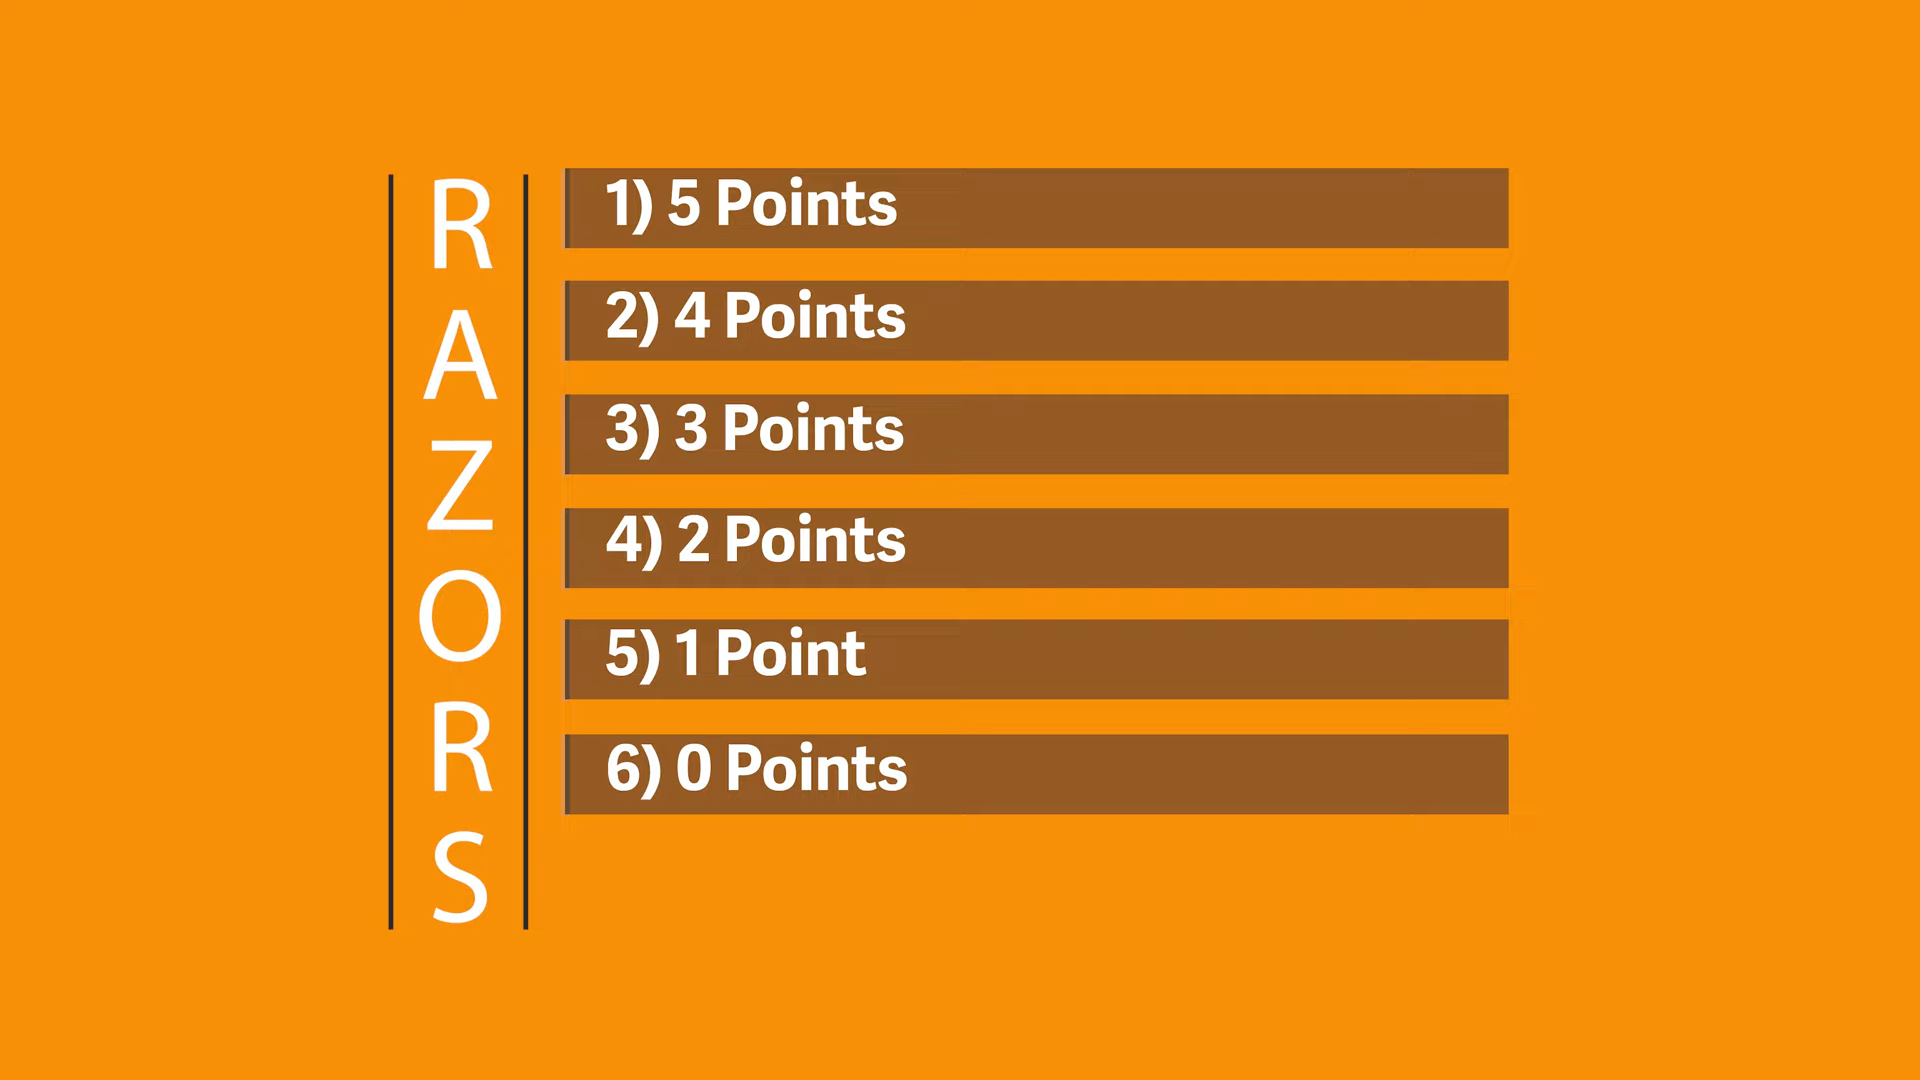 RAZORS
1) 5 Points
2) 4 Points
3) 3 Points
4) 2 Points
5) 1 Point
6) 0 Points